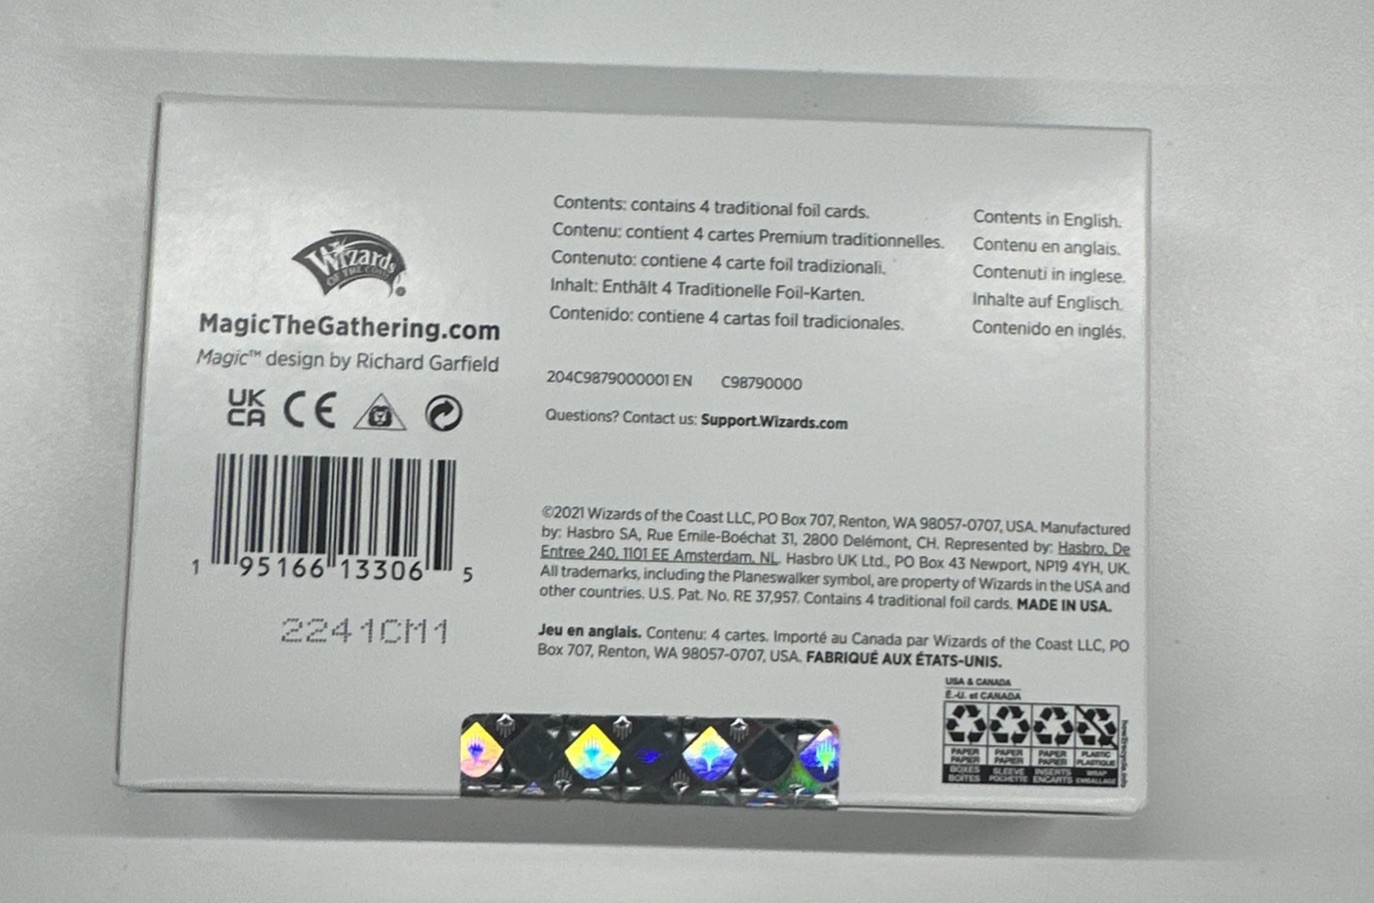 Wizards
OF THE COAST
MagicTheGathering.com
Magic™ design by Richard Garfield
UK
CA
CE
1 95166 13306 5
2241CM1
Contents: contains 4 traditional foil cards.
Contenu: contient 4 cartes Premium traditionnelles.
Contenuto: contiene 4 carte foil tradizionali.
Inhalt: Enthält 4 Traditionelle Foil-Karten.
Contenido: contiene 4 cartas foil tradicionales.
Contents in English.
Contenu en anglais.
Contenuti in inglese.
Inhalte auf Englisch.
Contenido en inglés.
204C9879000001 EN C98790000
Questions? Contact us: Support.Wizards.com
©2021 Wizards of the Coast LLC, PO Box 707, Renton, WA 98057-0707, USA. Manufactured
by: Hasbro SA, Rue Emile-Boéchat 31, 2800 Delémont, CH. Represented by: Hasbro, De
Entree 240, 1101 EE Amsterdam, NL. Hasbro UK Ltd., PO Box 43 Newport, NP19 4YH, UK.
All trademarks, including the Planeswalker symbol, are property of Wizards in the USA and
other countries. U.S. Pat. No. RE 37,957. Contains 4 traditional foil cards. MADE IN USA.
Jeu en anglais. Contenu: 4 cartes. Importé au Canada par Wizards of the Coast LLC, PO
Box 707, Renton, WA 98057-0707, USA. FABRIQUÉ AUX ÉTATS-UNIS.
USA & CANADA
É.-U. et CANADA
PAPER PAPER PAPER PLASTIC
PAPIER PAPIER PAPIER PLASTIQUE
BOXES SLEEVE INSERTS WRAP
BOÎTES POCHETTE ENCARTS EMBALLAGE
how2recycle.info